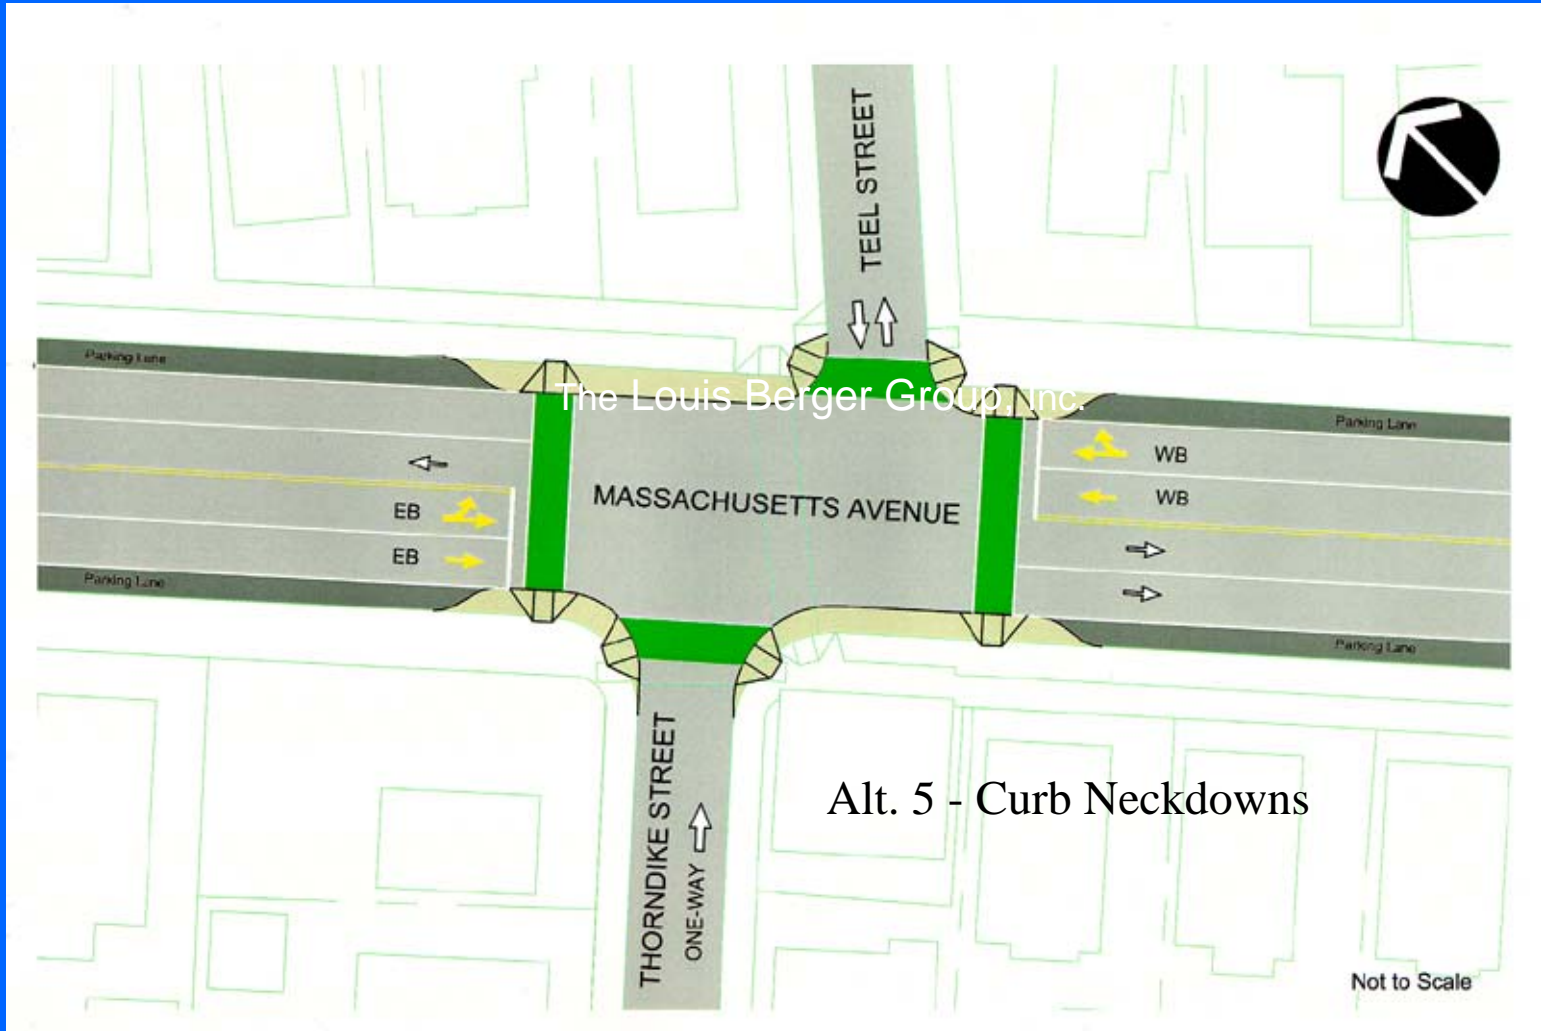 TEEL STREET
Parking Lane
The Louis Berger Group, Inc.
Parking Lane
WB
MASSACHUSETTS AVENUE
WB
EB
EB
Parking Lane
Parking Lane
THORNDIKE STREET
ONE-WAY
Alt. 5 - Curb Neckdowns
Not to Scale